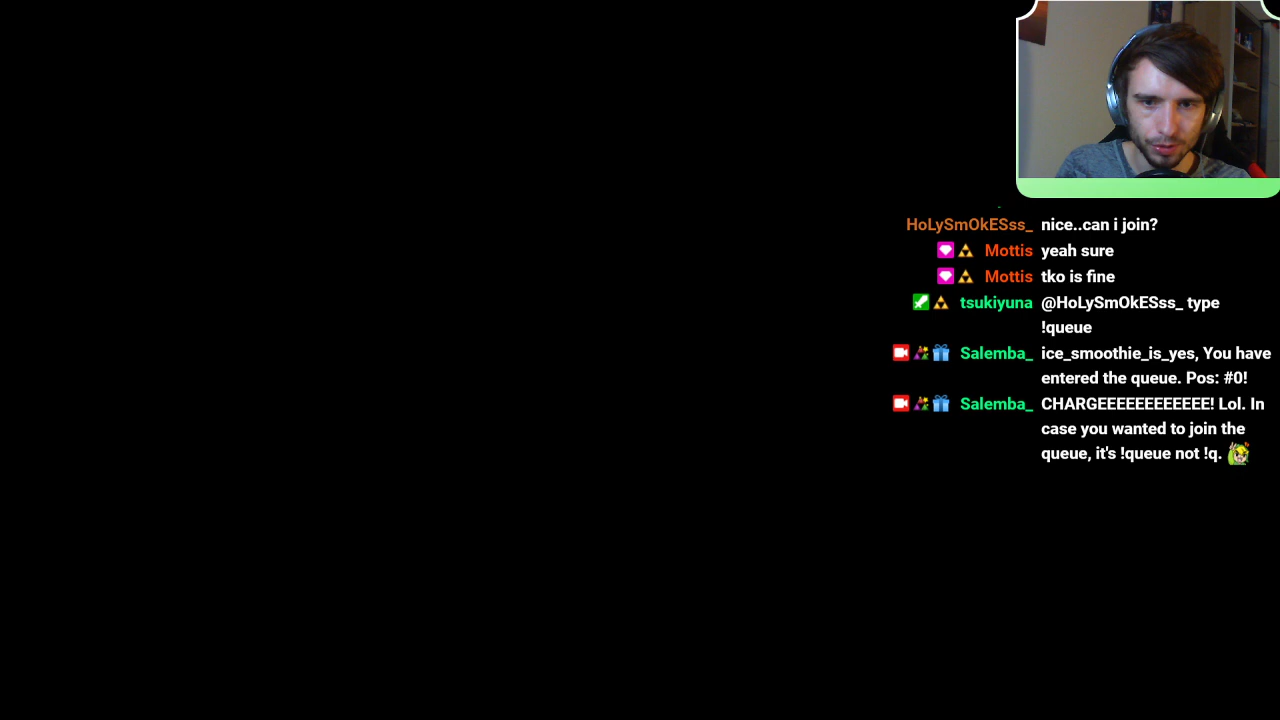 HoLySmOkESss_ nice..can i join?
Mottis yeah sure
Mottis tko is fine
tsukiyuna @HoLySmOkESss_ type
!queue
Salemba_ ice_smoothie_is_yes, You have
entered the queue. Pos: #0!
Salemba_ CHARGEEEEEEEEEEEE! Lol. In
case you wanted to join the
queue, it's !queue not !q.